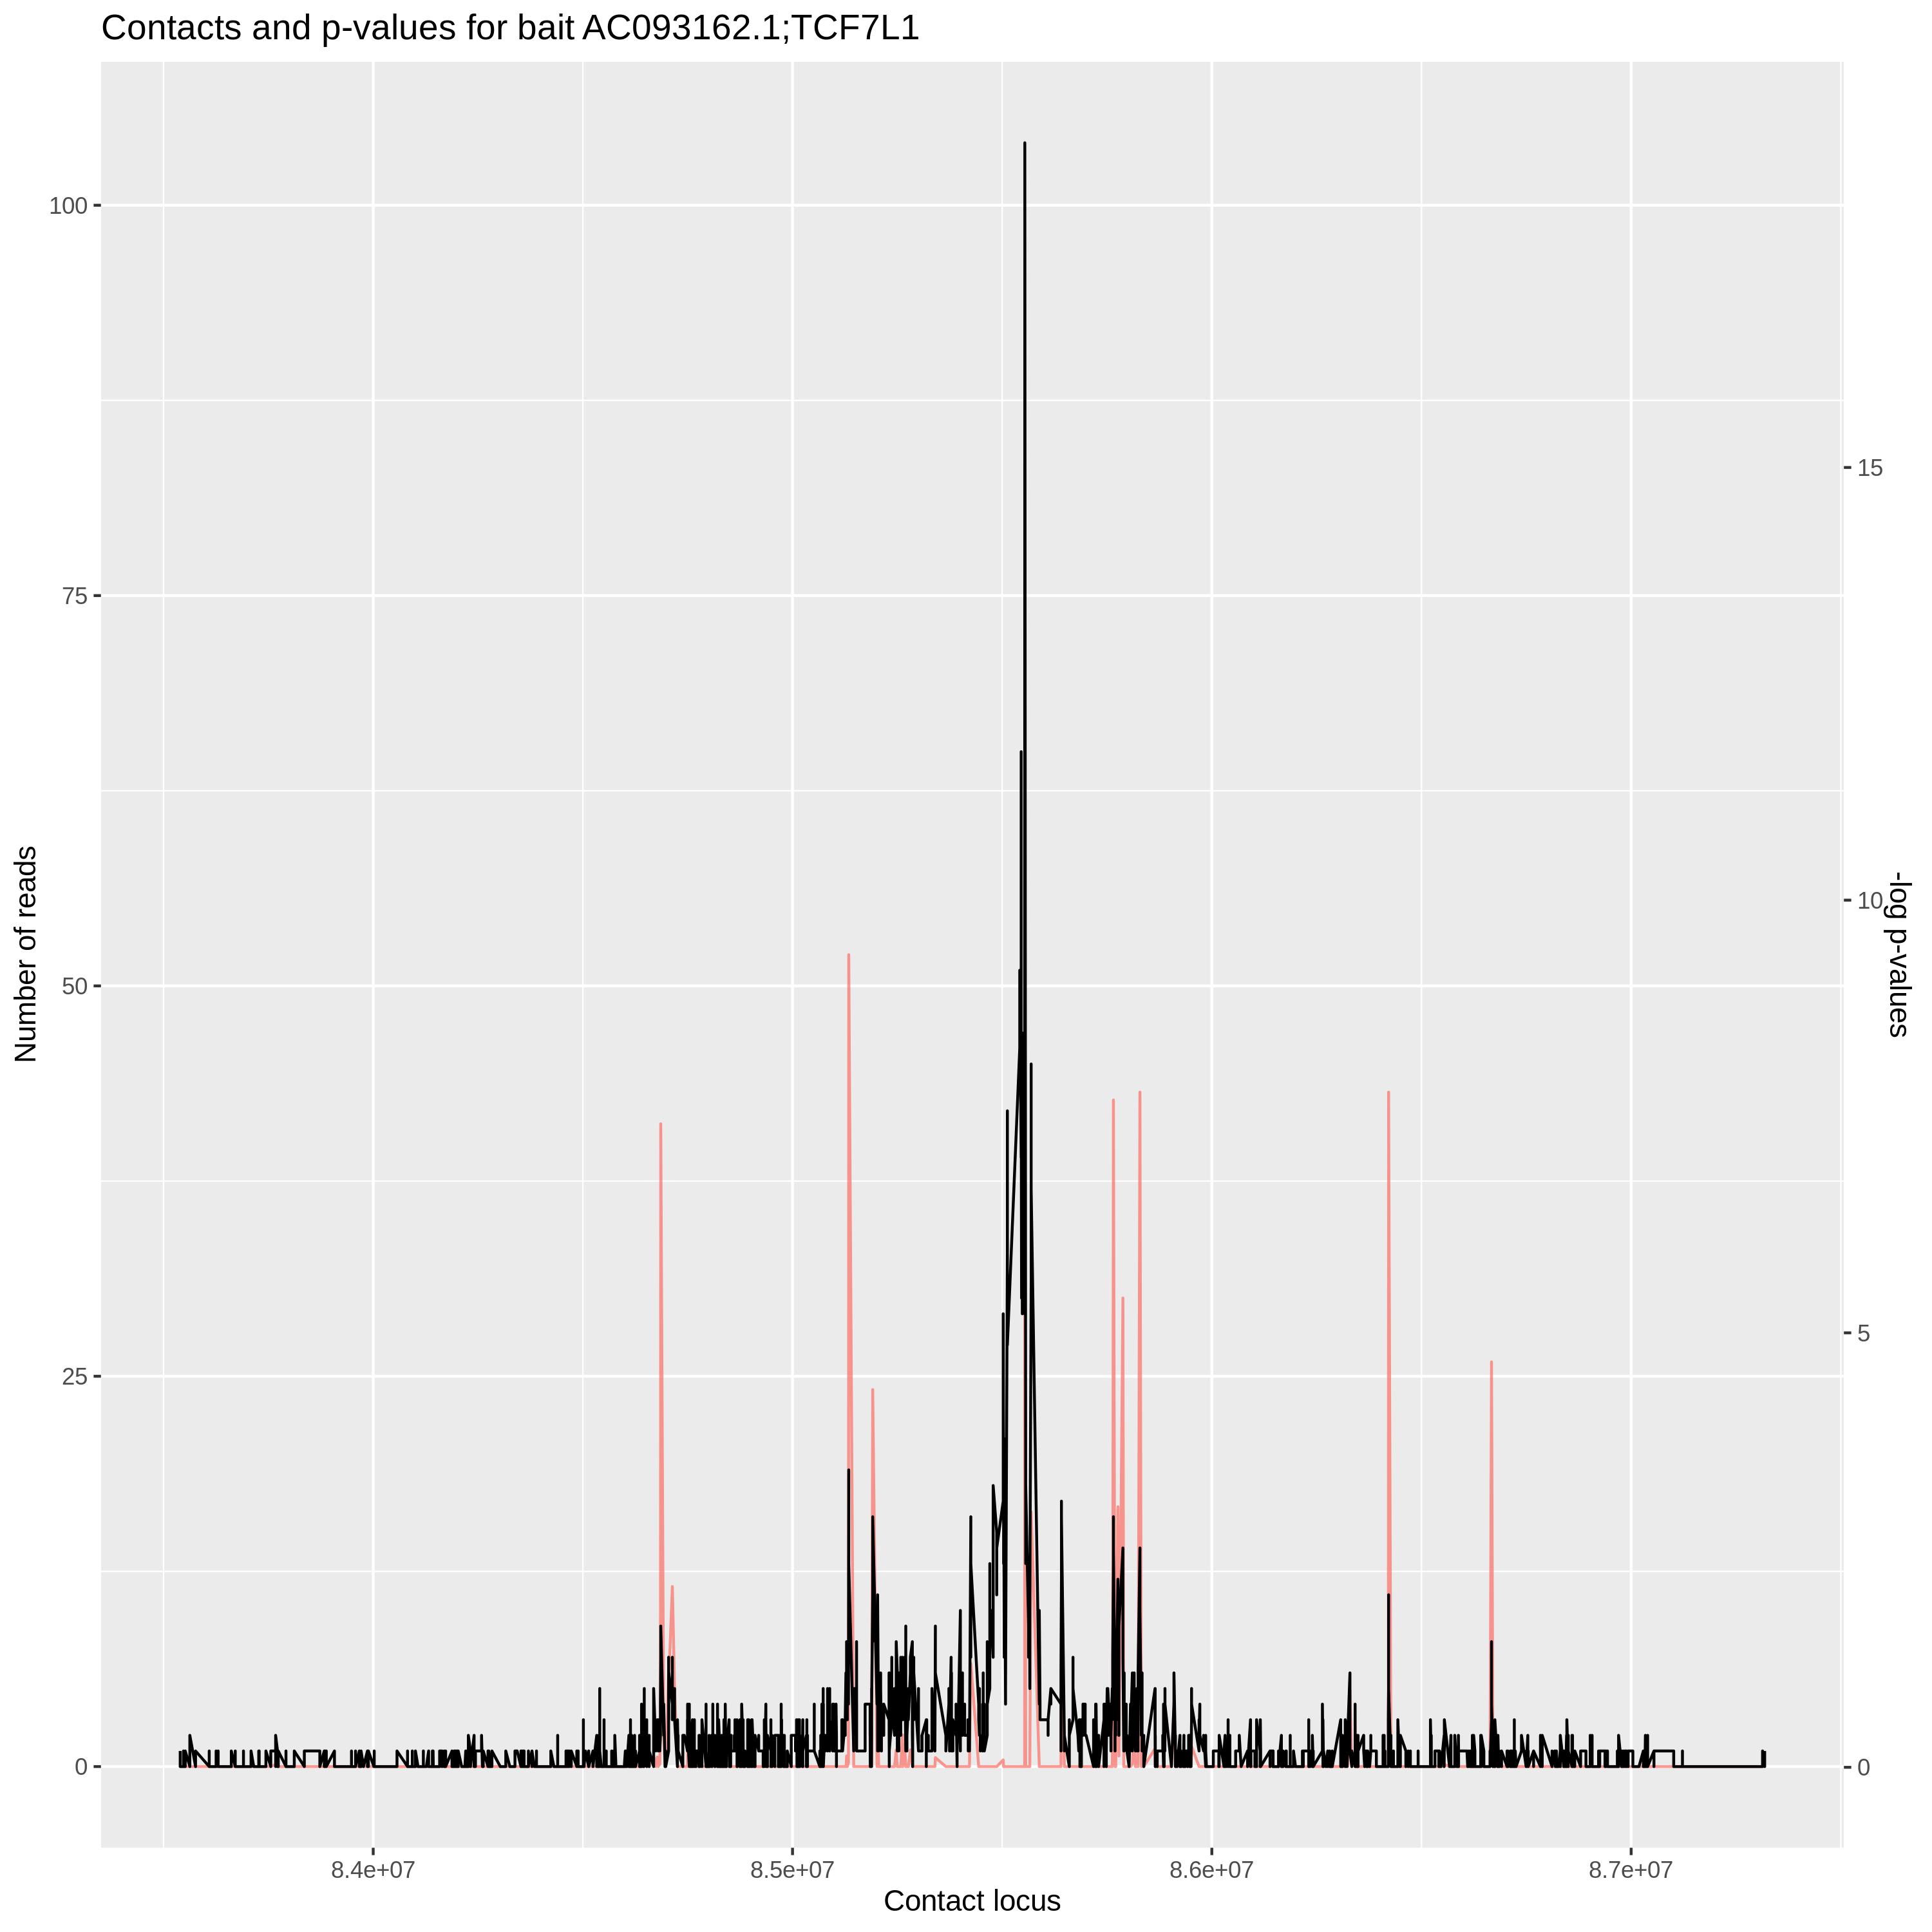 Contacts and p-values for bait AC093162.1;TCF7L1
Number of reads
100
75
50
25
0
15
10
5
0
-log p-values
8.4e+07
8.5e+07
8.6e+07
8.7e+07
Contact locus